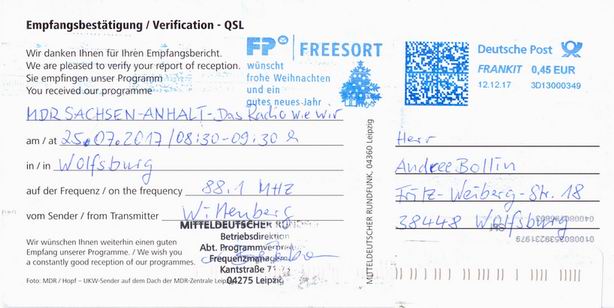 Empfangsbestätigung / Verification - QSL
Wir danken Ihnen für Ihren Empfangsbericht.
We are pleased to verify your report of reception.
Sie empfingen unser Programm
You received our programme
MDR SACHSEN-ANHALT - Das Radio wie wir
am / at 25.07.2017 / 08:30-09:30 h
in / in Wolfsburg
auf der Frequenz / on the frequency 88.1 MHz
vom Sender / from Transmitter Wittenberg
MITTELDEUTSCHER RUNDFUNK
Betriebsdirektion
Abt.
Frequenzmanagement
Kantstraße
04275 Leipzig
Wir wünschen Ihnen weiterhin einen guten
Empfang unserer Programme. / We wish you
a constantly good reception of our programmes.
Foto: MDR / Hopf – UKW-Sender auf dem Dach der MDR-Zentrale Leipzig
FP FREESORT
wünscht
frohe Weihnachten
und ein
gutes neues Jahr
Deutsche Post
FRANKIT 0,45 EUR
12.12.17 3D13000349
MITTELDEUTSCHER RUNDFUNK, 04360 Leipzig
Herr
Andree Bollin
Fritz-Weiberg-Str. 18
38448 Wolfsburg